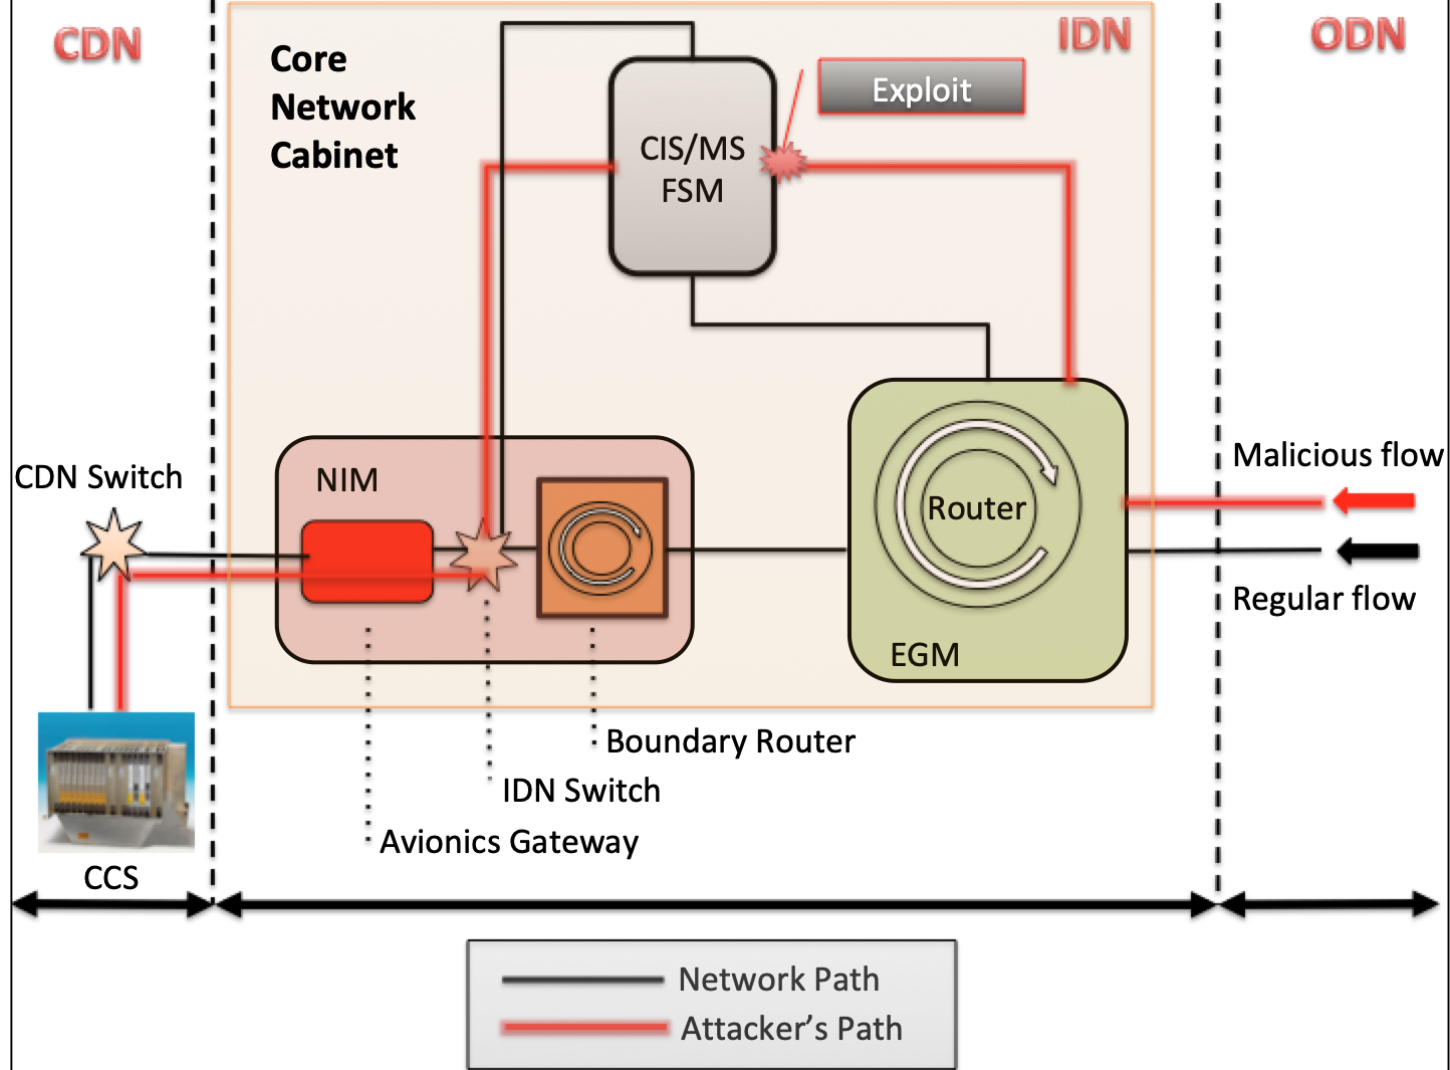 CDN
IDN
ODN
Core
Network
Cabinet
Exploit
CIS/MS
FSM
CDN Switch
NIM
Router
EGM
Malicious flow
Regular flow
Boundary Router
IDN Switch
Avionics Gateway
CCS
Network Path
Attacker's Path